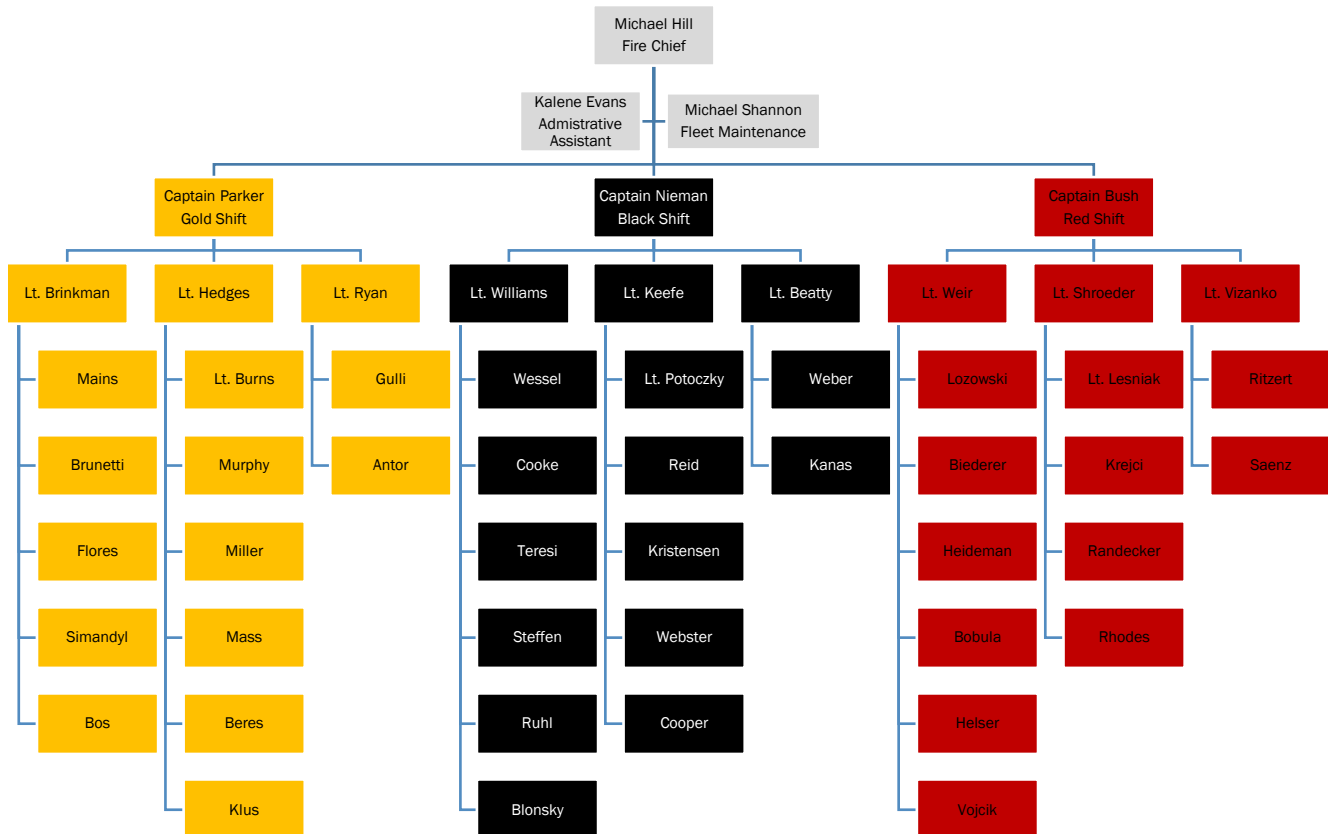 Michael Hill
Fire Chief
Kalene Evans
Admistrative
Assistant
Michael Shannon
Fleet Maintenance
Captain Parker
Gold Shift
Captain Nieman
Black Shift
Captain Bush
Red Shift
Lt. Brinkman
Lt. Hedges
Lt. Ryan
Lt. Williams
Lt. Keefe
Lt. Beatty
Lt. Weir
Lt. Shroeder
Lt. Vizanko
Mains
Lt. Burns
Gulli
Wessel
Lt. Potoczky
Weber
Lozowski
Lt. Lesniak
Ritzert
Brunetti
Murphy
Antor
Cooke
Reid
Kanas
Biederer
Krejci
Saenz
Flores
Miller
Teresi
Kristensen
Heideman
Randecker
Simandyl
Mass
Steffen
Webster
Bobula
Rhodes
Bos
Beres
Ruhl
Cooper
Heiser
Klus
Blonsky
Vojcik